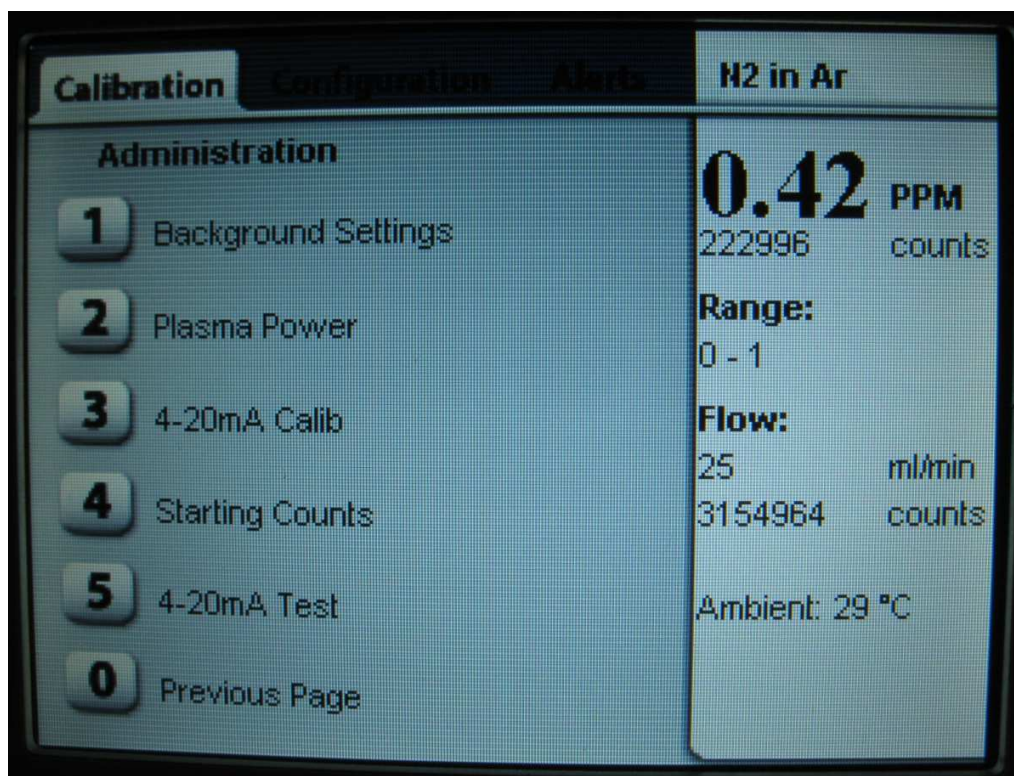 Calibration Configuration Alerts
Administration
1 Background Settings
2 Plasma Power
3 4-20mA Calib
4 Starting Counts
5 4-20mA Test
0 Previous Page
N2 in Ar
0.42 PPM
222996 counts
Range:
0 - 1
Flow:
25 ml/min
3154964 counts
Ambient: 29 °C